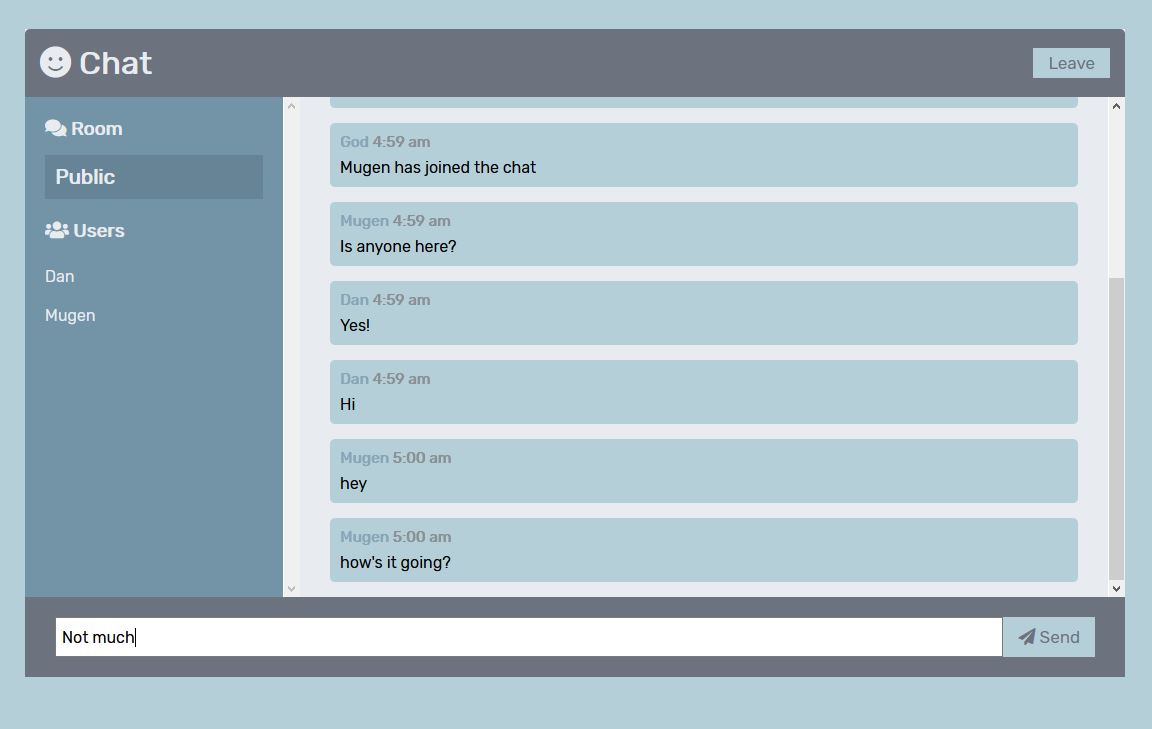 Chat
Leave
Room
Public
Users
Dan
Mugen
God 4:59 am
Mugen has joined the chat
Mugen 4:59 am
Is anyone here?
Dan 4:59 am
Yes!
Dan 4:59 am
Hi
Mugen 5:00 am
hey
Mugen 5:00 am
how's it going?
Not much
Send